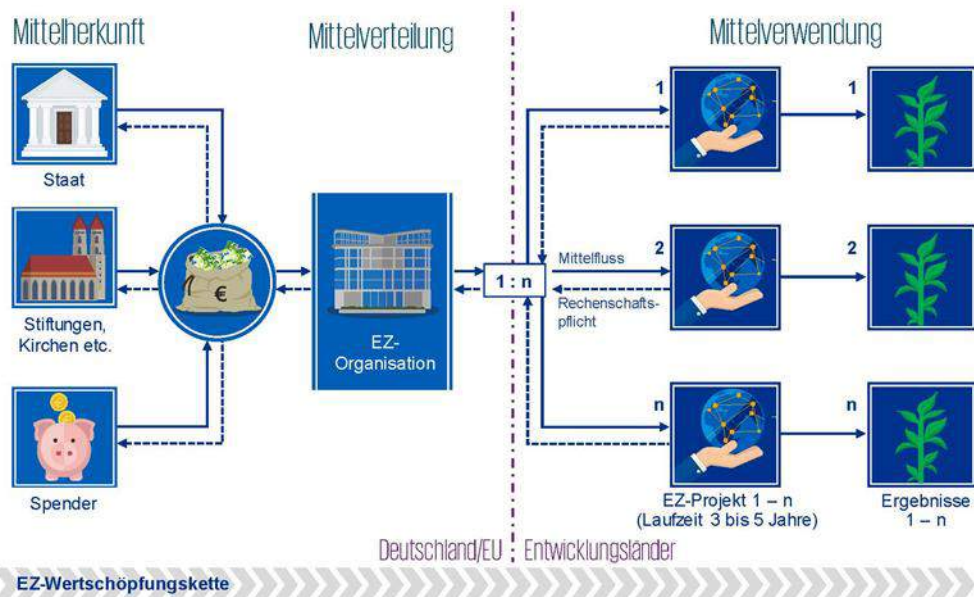 Mittelherkunft
Mittelverteilung
Mittelverwendung
Staat
Stiftungen,
Kirchen etc.
Spender
€
EZ-
Organisation
1 : n
Mittelfluss
Rechenschafts-
pflicht
1
1
2
2
n
n
EZ-Projekt 1 – n
(Laufzeit 3 bis 5 Jahre)
Ergebnisse
1 – n
Deutschland/EU
Entwicklungsländer
EZ-Wertschöpfungskette